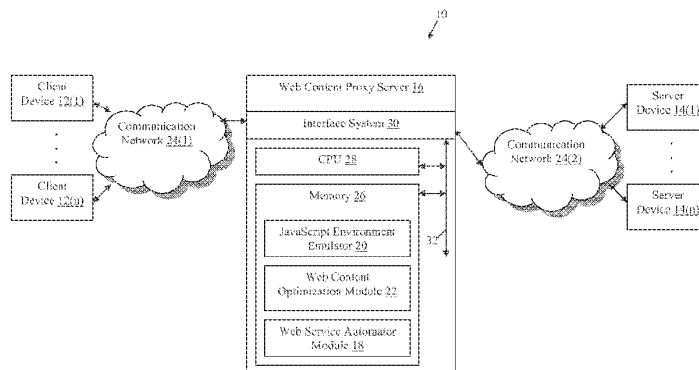 10
Client
Device 12(1)
.
.
.
Client
Device 12(n)
Communication
Network 24(1)
Web Content Proxy Server 16
Interface System 30
CPU 28
Memory 26
JavaScript Environment
Emulator 20
Web Content
Optimization Module 22
Web Service Automator
Module 18
32
Communication
Network 24(2)
Server
Device 14(1)
.
.
.
Server
Device 14(n)